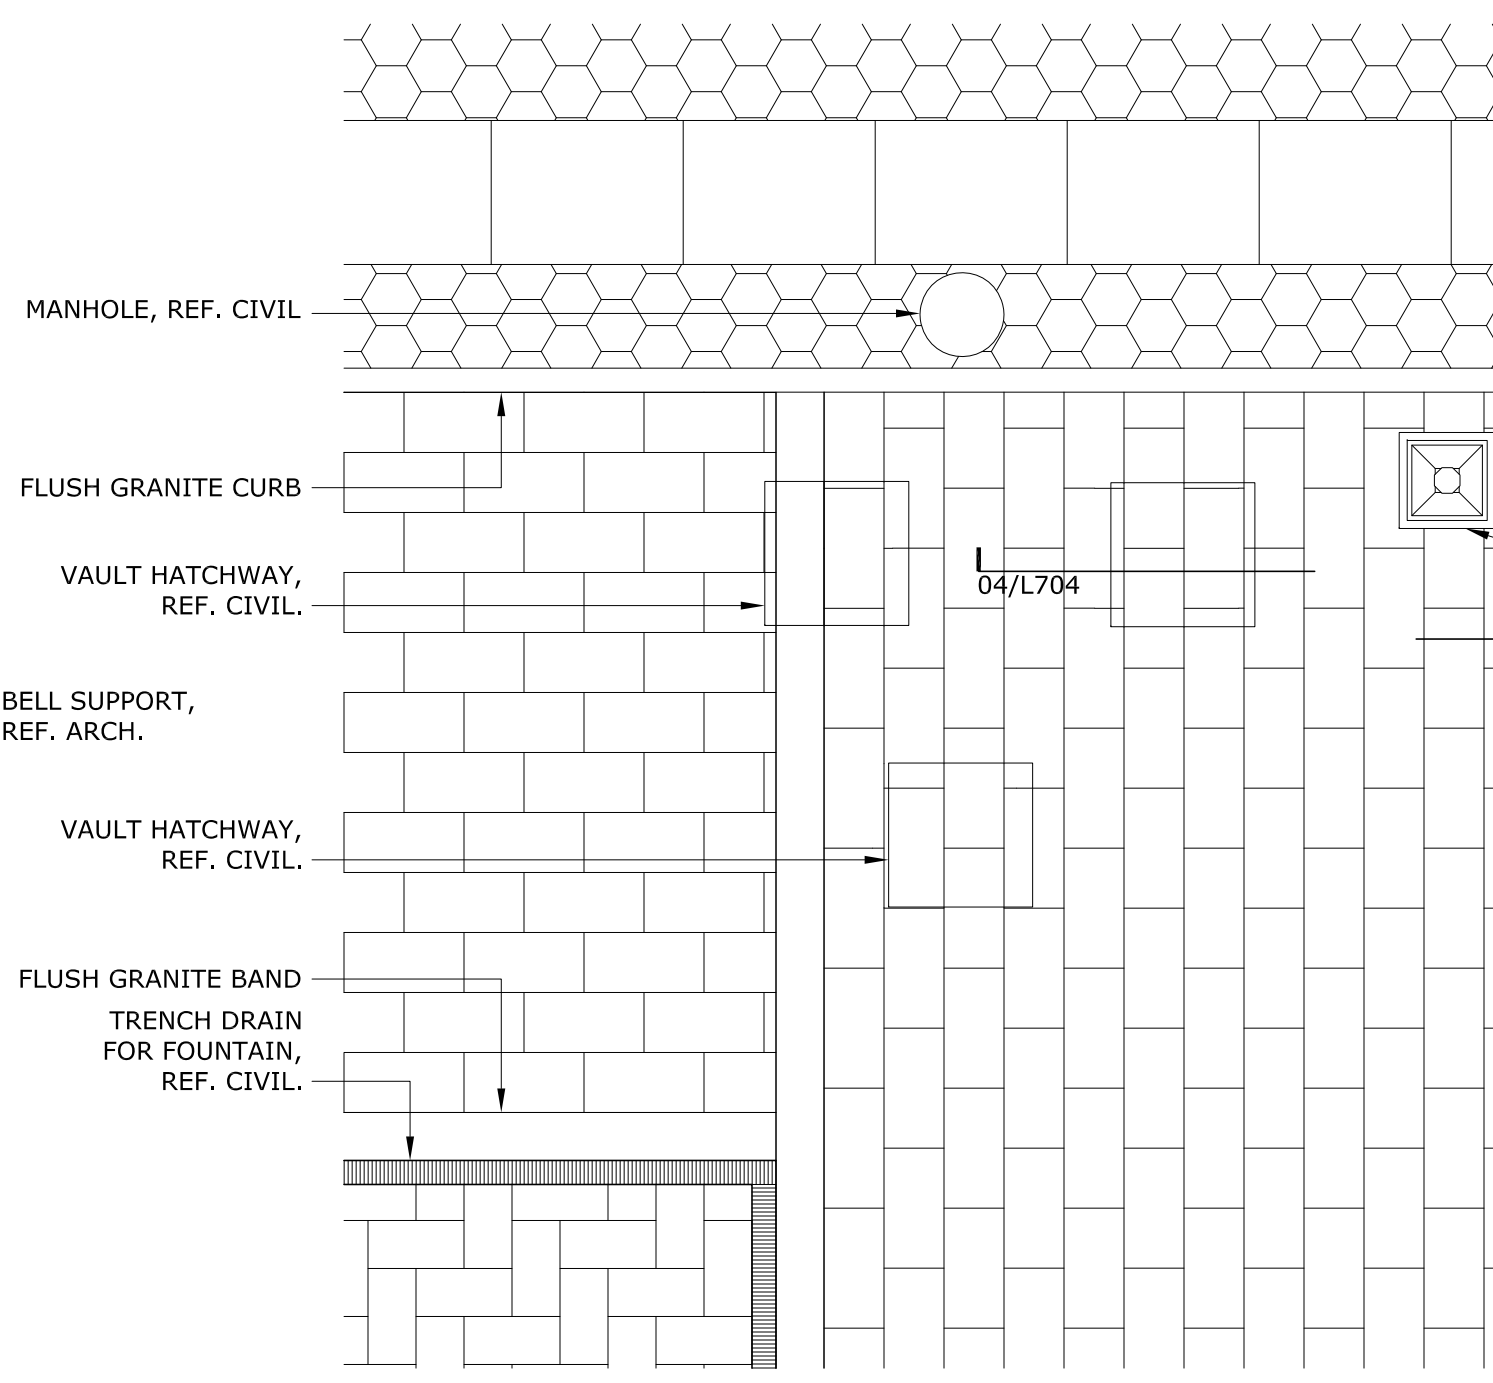 MANHOLE, REF. CIVIL
FLUSH GRANITE CURB
VAULT HATCHWAY,
REF. CIVIL.
04/L704
BELL SUPPORT,
REF. ARCH.
VAULT HATCHWAY,
REF. CIVIL.
FLUSH GRANITE BAND
TRENCH DRAIN
FOR FOUNTAIN,
REF. CIVIL.